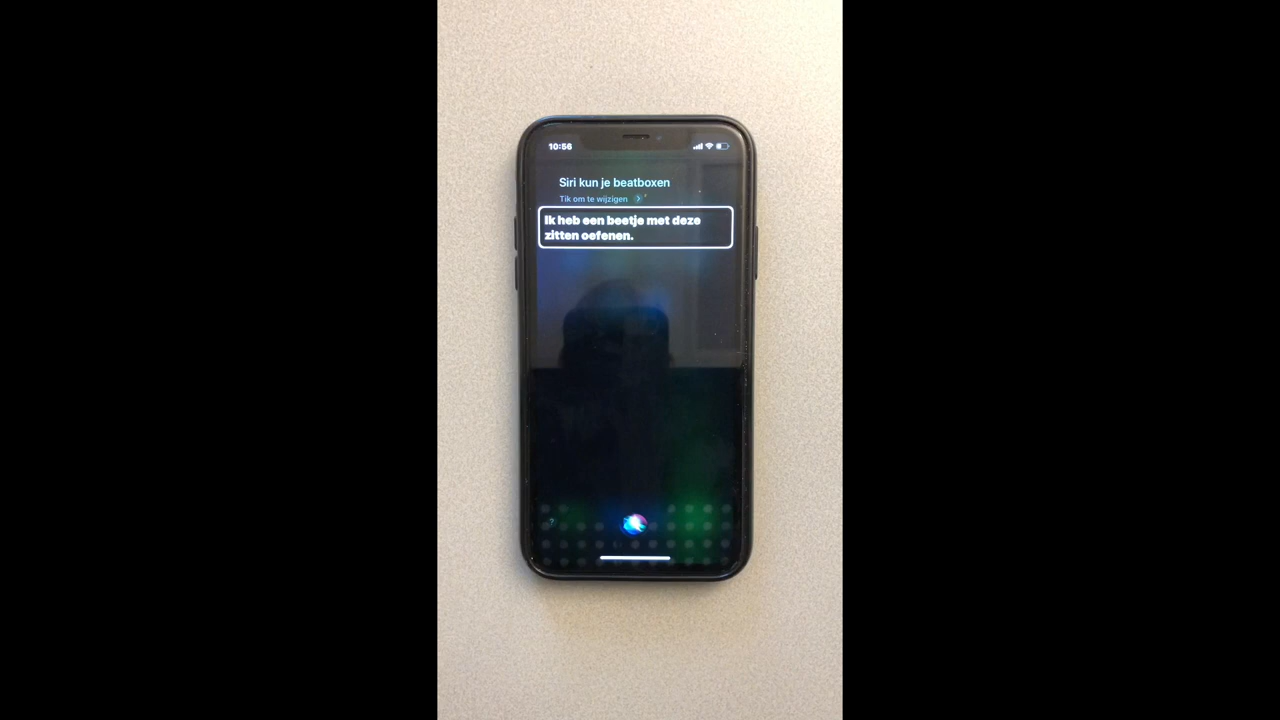 10:56
Siri kun je beatboxen
Tik om te wijzigen
Ik heb een beetje met deze
zitten oefenen.